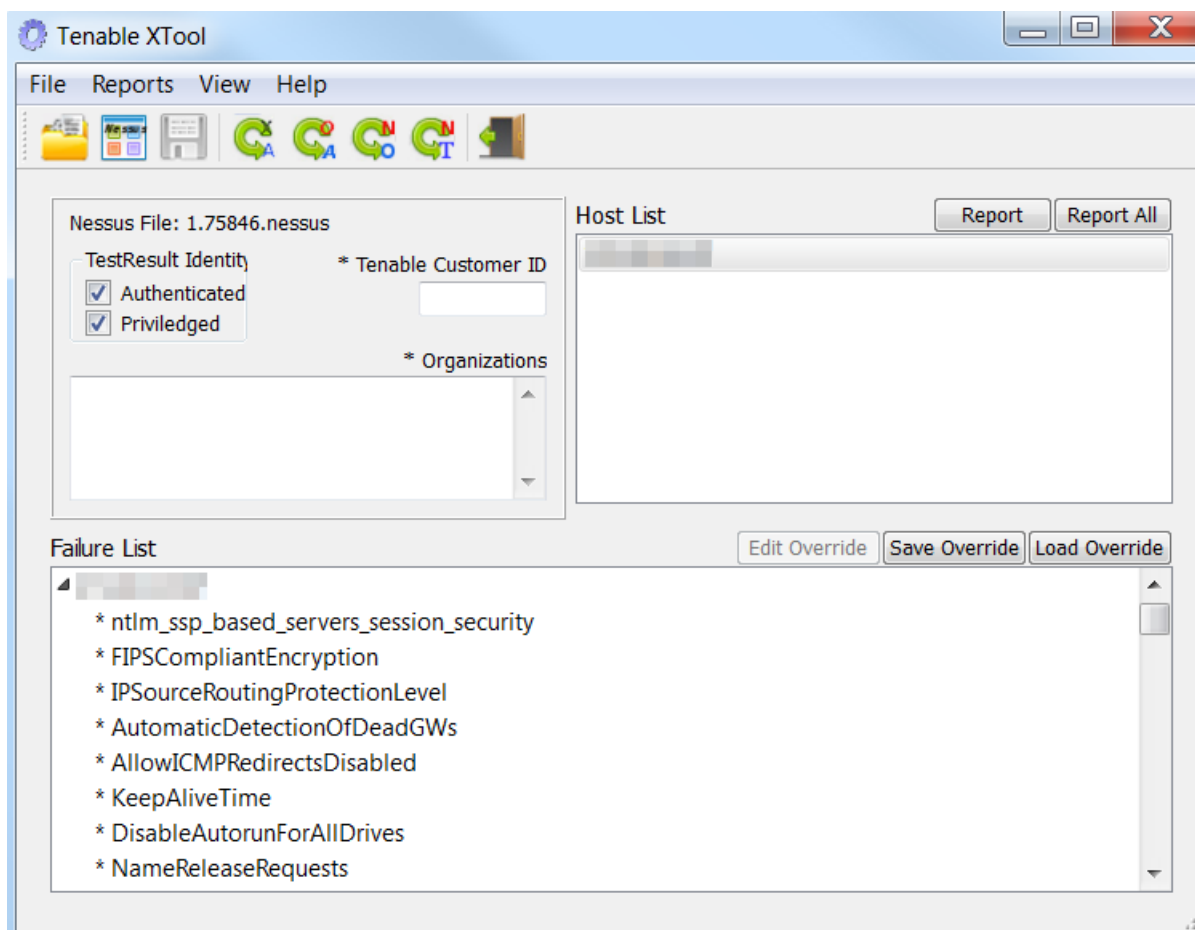 Tenable XTool
File Reports View Help
Nessus
X A
O A
N O
N T
Nessus File: 1.75846.nessus
TestResult Identity
Authenticated
Priviledged
* Tenable Customer ID
* Organizations
Host List
Report
Report All
Failure List
Edit Override
Save Override
Load Override
* ntlm_ssp_based_servers_session_security
* FIPSCompliantEncryption
* IPSourceRoutingProtectionLevel
* AutomaticDetectionOfDeadGWs
* AllowICMPRedirectsDisabled
* KeepAliveTime
* DisableAutorunForAllDrives
* NameReleaseRequests